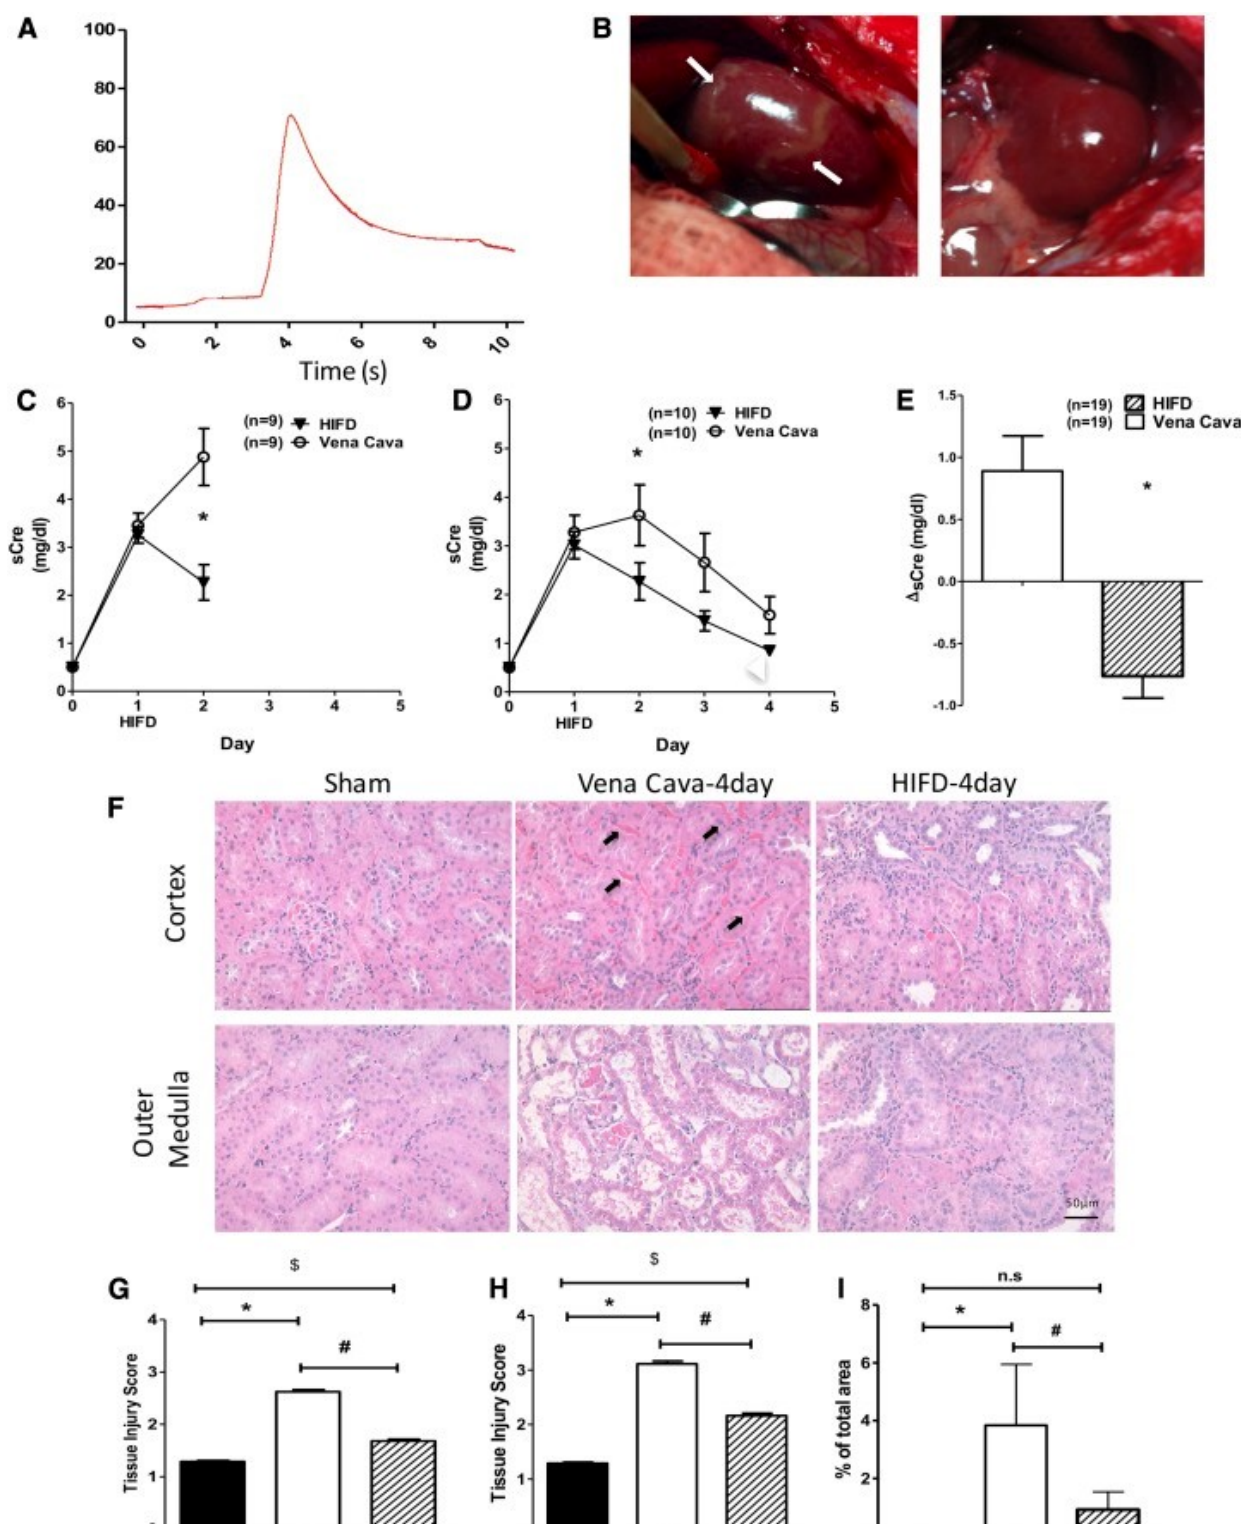 A
100
80
60
40
20
0
0 2 4 6 8 10
Time (s)
B
C
6
5
4
3
2
1
0
sCre
(mg/dl)
(n=9) HIFD
(n=9) Vena Cava
*
0 1 2 3 4 5
HIFD
Day
D
6
5
4
3
2
1
0
sCre
(mg/dl)
(n=10) HIFD
(n=10) Vena Cava
*
0 1 2 3 4 5
HIFD
Day
E
1.5
1.0
0.5
0.0
-0.5
-1.0
ΔsCre (mg/dl)
(n=19) HIFD
(n=19) Vena Cava
*
F
Sham Vena Cava-4day HIFD-4day
Cortex
Outer
Medulla
50µm
G
$
*
#
4
3
2
1
Tissue Injury Score
H
$
*
#
4
3
2
1
Tissue Injury Score
I
n.s
*
#
8
6
4
2
% of total area